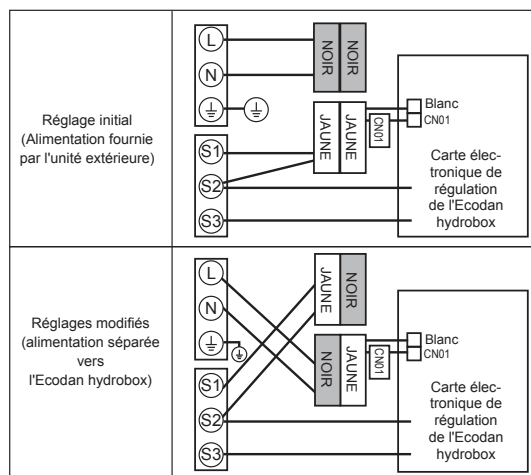 Réglage initial
(Alimentation fournie
par l'unité extérieure)
L
N
S1
S2
S3
NOIR
NOIR
JAUNE
JAUNE
CN01
Blanc
CN01
Carte élec-
tronique de
régulation
de l'Ecodan
hydrobox
Réglages modifiés
(alimentation séparée
vers
l'Ecodan hydrobox)
L
N
S1
S2
S3
JAUNE
NOIR
NOIR
JAUNE
CN01
Blanc
CN01
Carte élec-
tronique de
régulation
de l'Ecodan
hydrobox